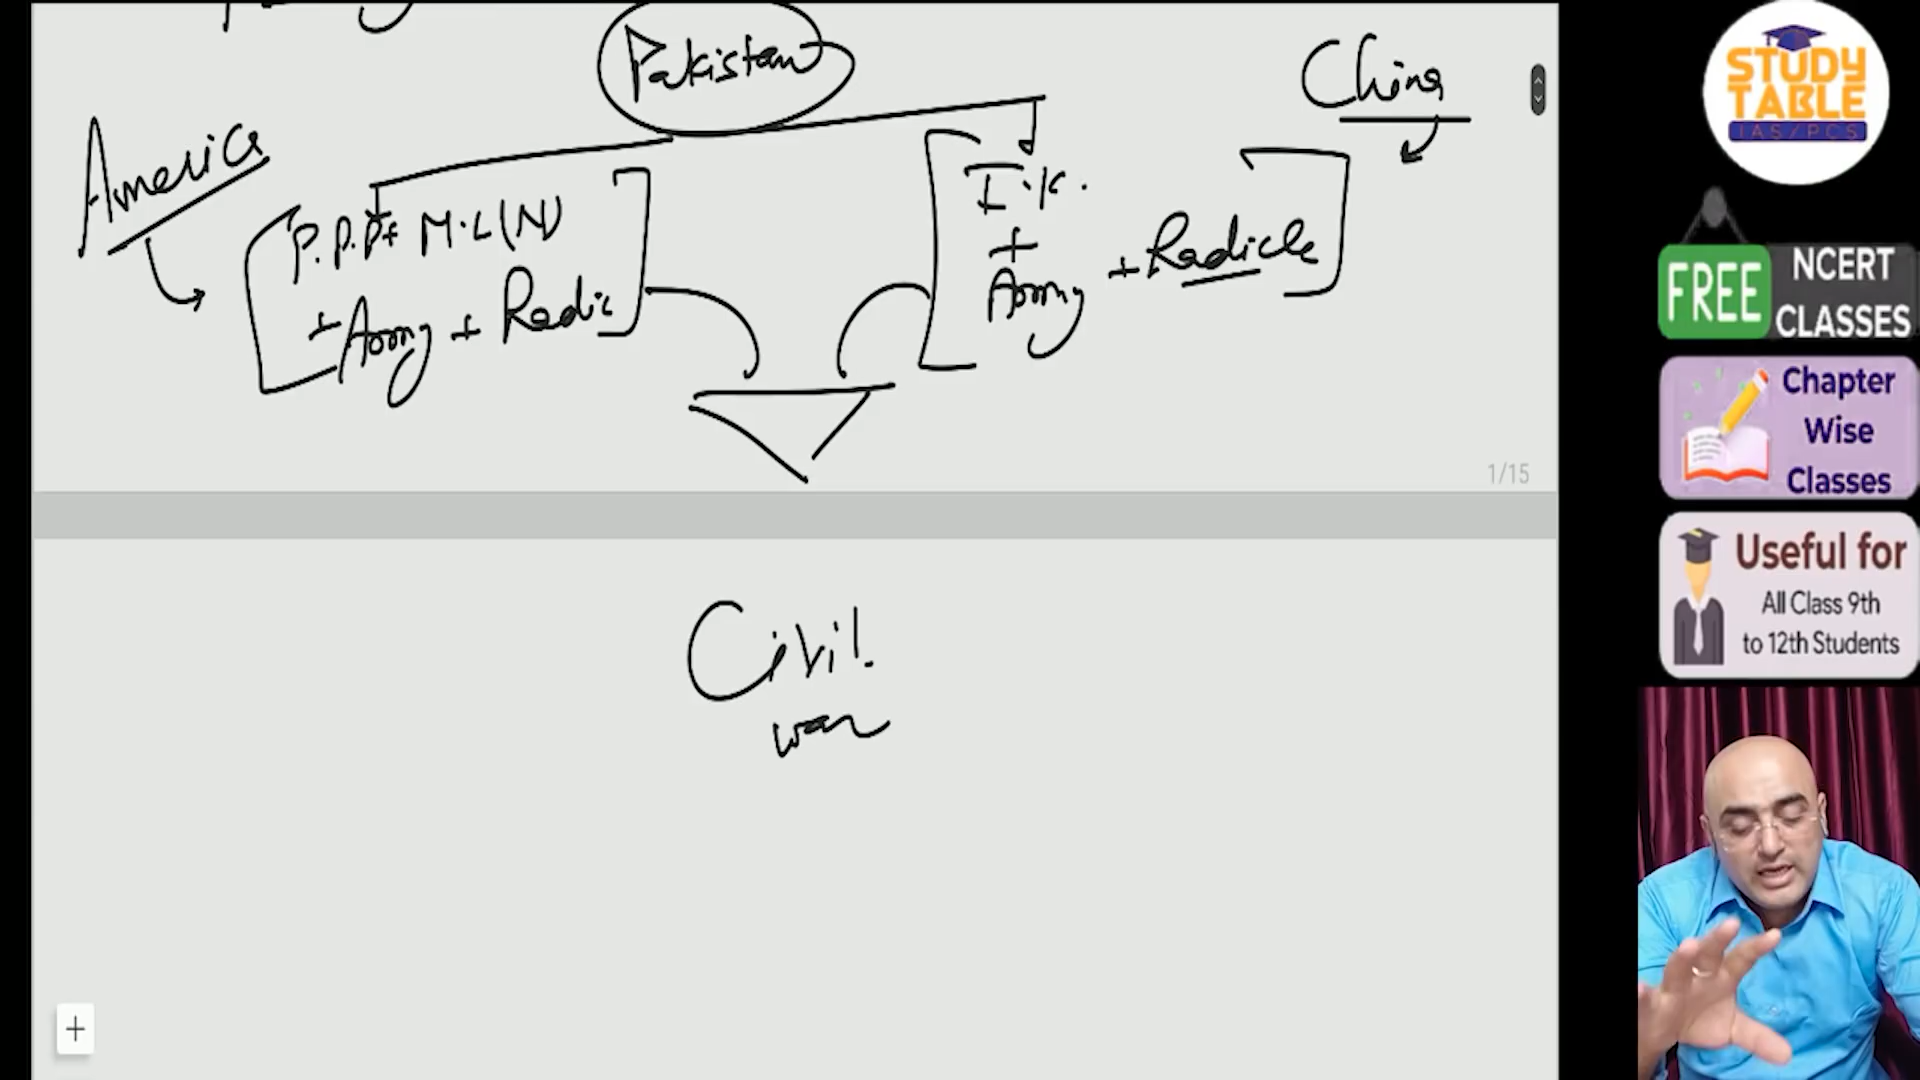 Pakistan
China
America
I.K.
P.P.P+ M.L(N)
+
Army + Radicle
+ Army + Radic
1/15
Civil
war
+
STUDY
TABLE
IAS/PCS
FREE
NCERT
CLASSES
Chapter
Wise
Classes
Useful for
All Class 9th
to 12th Students